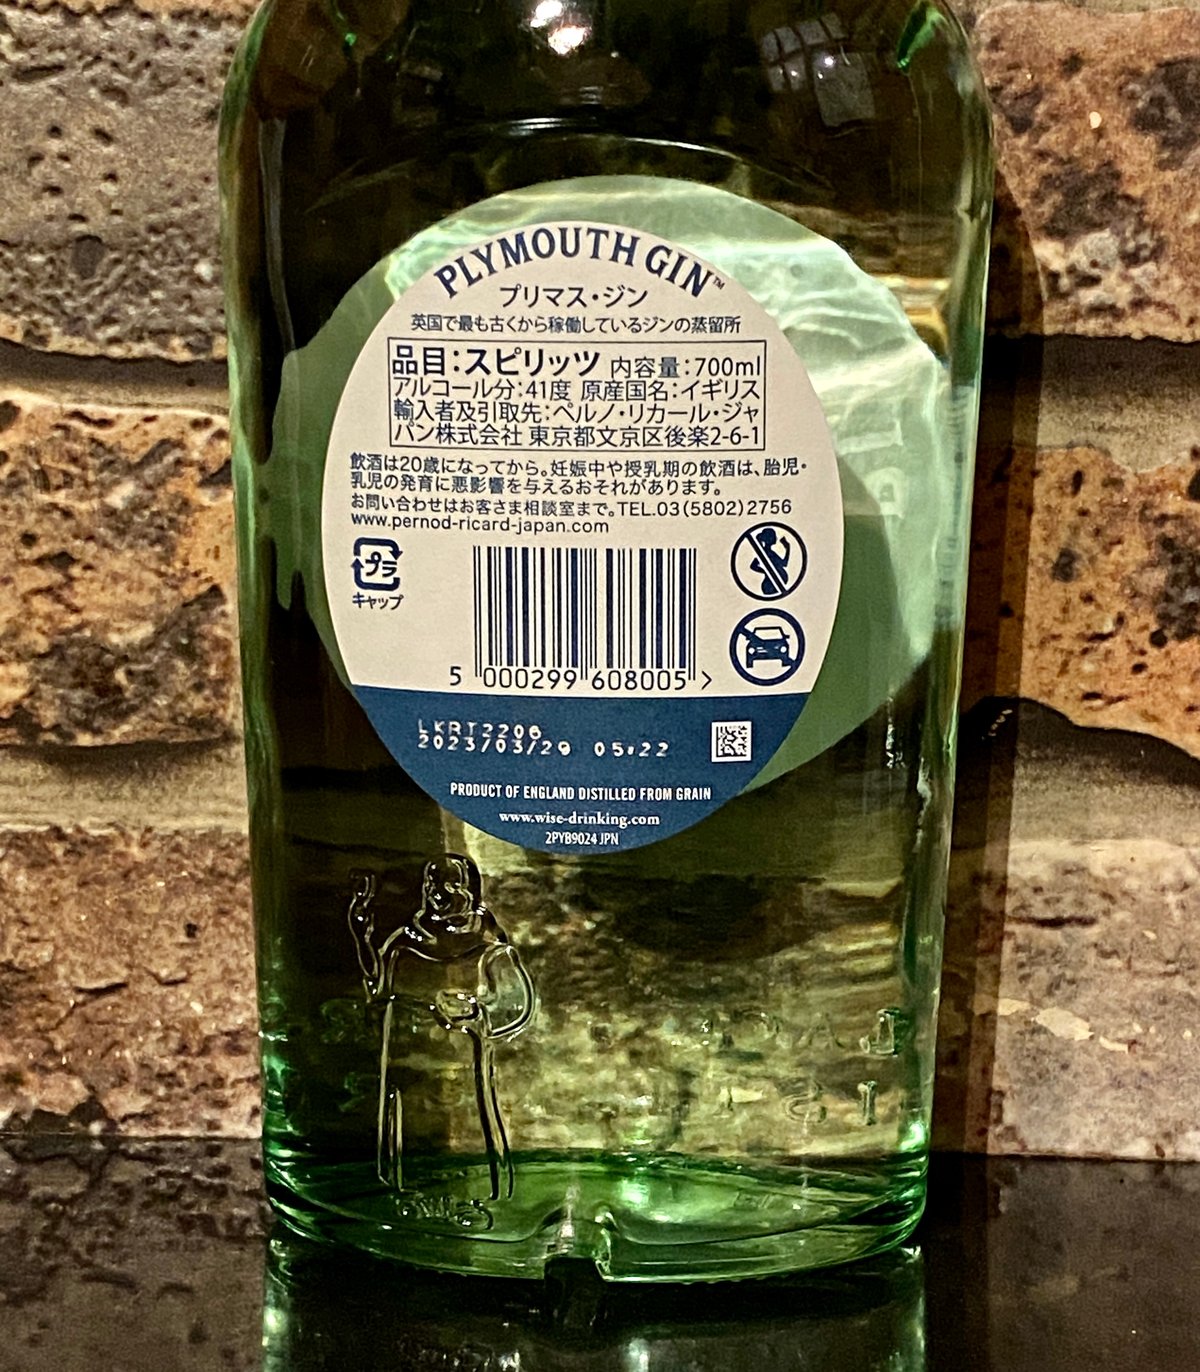 PLYMOUTH GIN™
プリマス・ジン
英国で最も古くから稼働しているジンの蒸留所
品目：スピリッツ 内容量：700ml
アルコール分：41度 原産国名：イギリス
輸入者及引取先：ペルノ・リカール・ジャ
パン株式会社 東京都文京区後楽2-6-1
飲酒は20歳になってから。妊娠中や授乳期の飲酒は、胎児・
乳児の発育に悪影響を与えるおそれがあります。
お問い合わせはお客さま相談室まで。TEL.03(5802)2756
www.pernod-ricard-japan.com
プラ
キャップ
5 000299 608005 >
LKRT2206
2023/03/29 05:22
PRODUCT OF ENGLAND DISTILLED FROM GRAIN
www.wise-drinking.com
2PYB9024 JPN